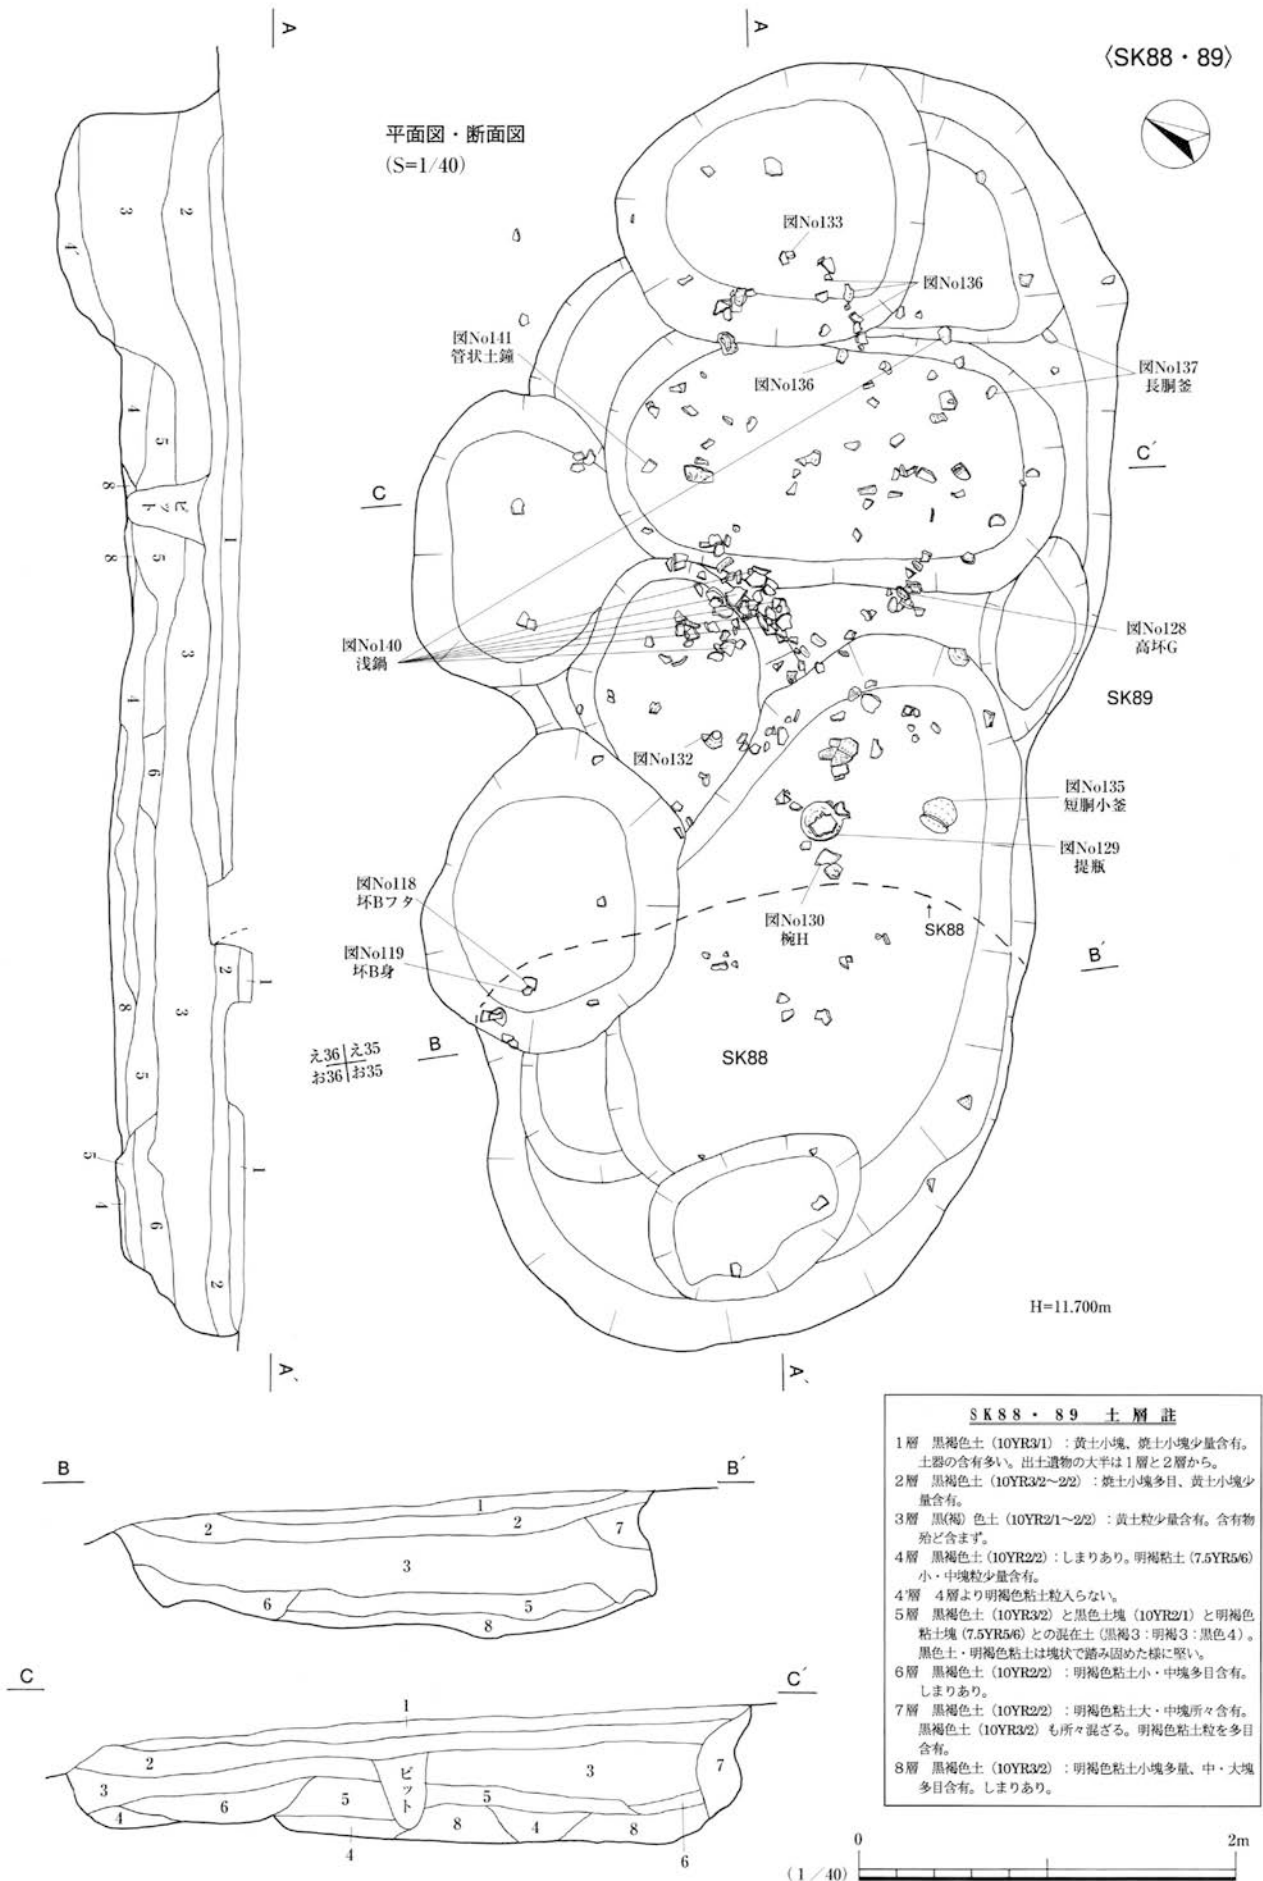 A
A
〈SK88・89〉
平面図・断面図
(S=1/40)
図No133
図No136
図No141
管状土鐘
図No136
図No137
長胴釜
C
C´
図No140
浅鍋
図No128
高坏G
SK89
図No132
図No135
短胴小釜
図No129
提瓶
図No118
坏Bフタ
図No130
椀H
SK88
図No119
坏B身
B
B´
え36 え35
お36 お35
SK88
H=11.700m
A´
A´
3
2
4´
4
5
8
ピット
1
8
5
3
4
6
2
1
8
3
5
5
1
4
6
2
B
B´
1
2
2
7
3
6
5
8
C
C´
1
2
ピット
3
7
3
6
5
5
4
8
4
8
4
6
SK88・89 土層註
1層 黒褐色土（10YR3/1）：黄土小塊、焼土小塊少量含有。
土器の含有多い。出土遺物の大半は1層と2層から。
2層 黒褐色土（10YR3/2〜2/2）：焼土小塊多目、黄土小塊少
量含有。
3層 黒(褐）色土（10YR2/1〜2/2）：黄土粒少量含有。含有物
殆ど含まず。
4層 黒褐色土（10YR2/2）：しまりあり。明褐粘土（7.5YR5/6）
小・中塊粒少量含有。
4´層 4層より明褐色粘土粒入らない。
5層 黒褐色土（10YR3/2）と黒色土塊（10YR2/1）と明褐色
粘土塊（7.5YR5/6）との混在土（黒褐3：明褐3：黒色4）。
黒色土・明褐色粘土は塊状で踏み固めた様に堅い。
6層 黒褐色土（10YR2/2）：明褐色粘土小・中塊多目含有。
しまりあり。
7層 黒褐色土（10YR2/2）：明褐色粘土大・中塊所々含有。
黒褐色土（10YR3/2）も所々混ざる。明褐色粘土粒を多目
含有。
8層 黒褐色土（10YR3/2）：明褐色粘土小塊多量、中・大塊
多目含有。しまりあり。
0
2m
(1/40)